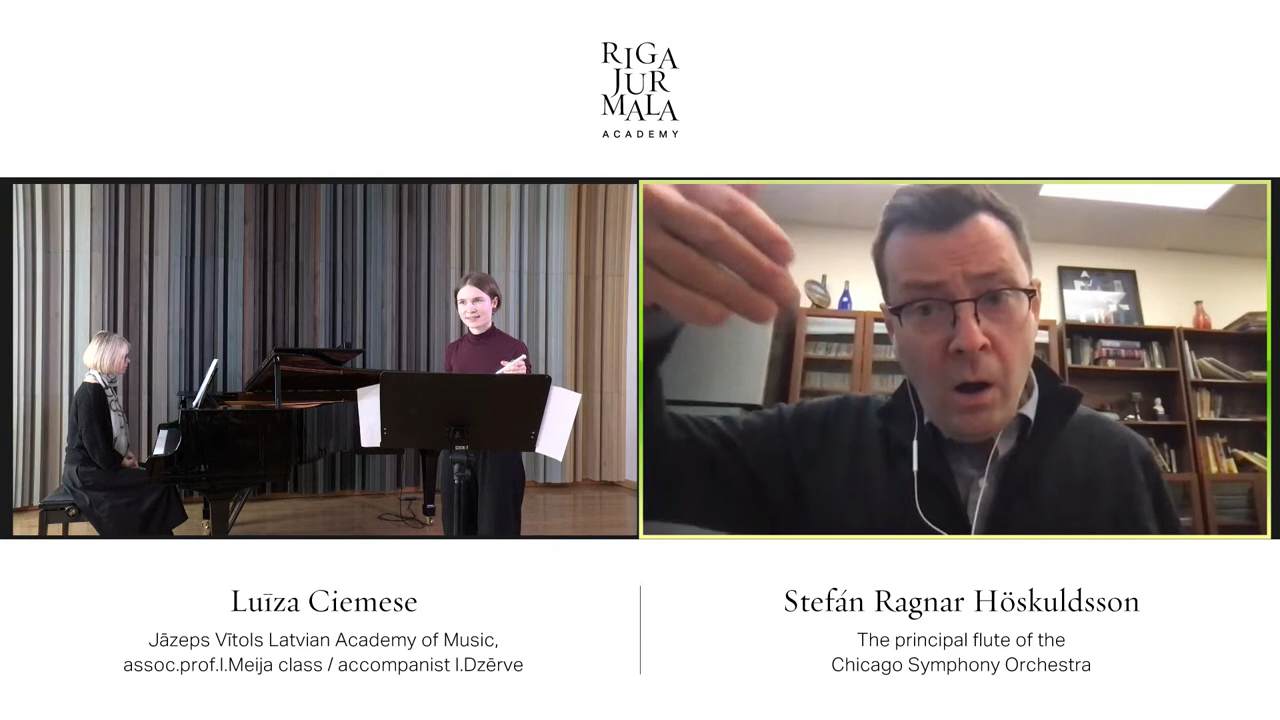 RIGA
JUR
MALA
ACADEMY
Luīza Ciemese
Jāzeps Vītols Latvian Academy of Music,
assoc.prof.I.Meija class / accompanist I.Dzērve
Stefán Ragnar Höskuldsson
The principal flute of the
Chicago Symphony Orchestra